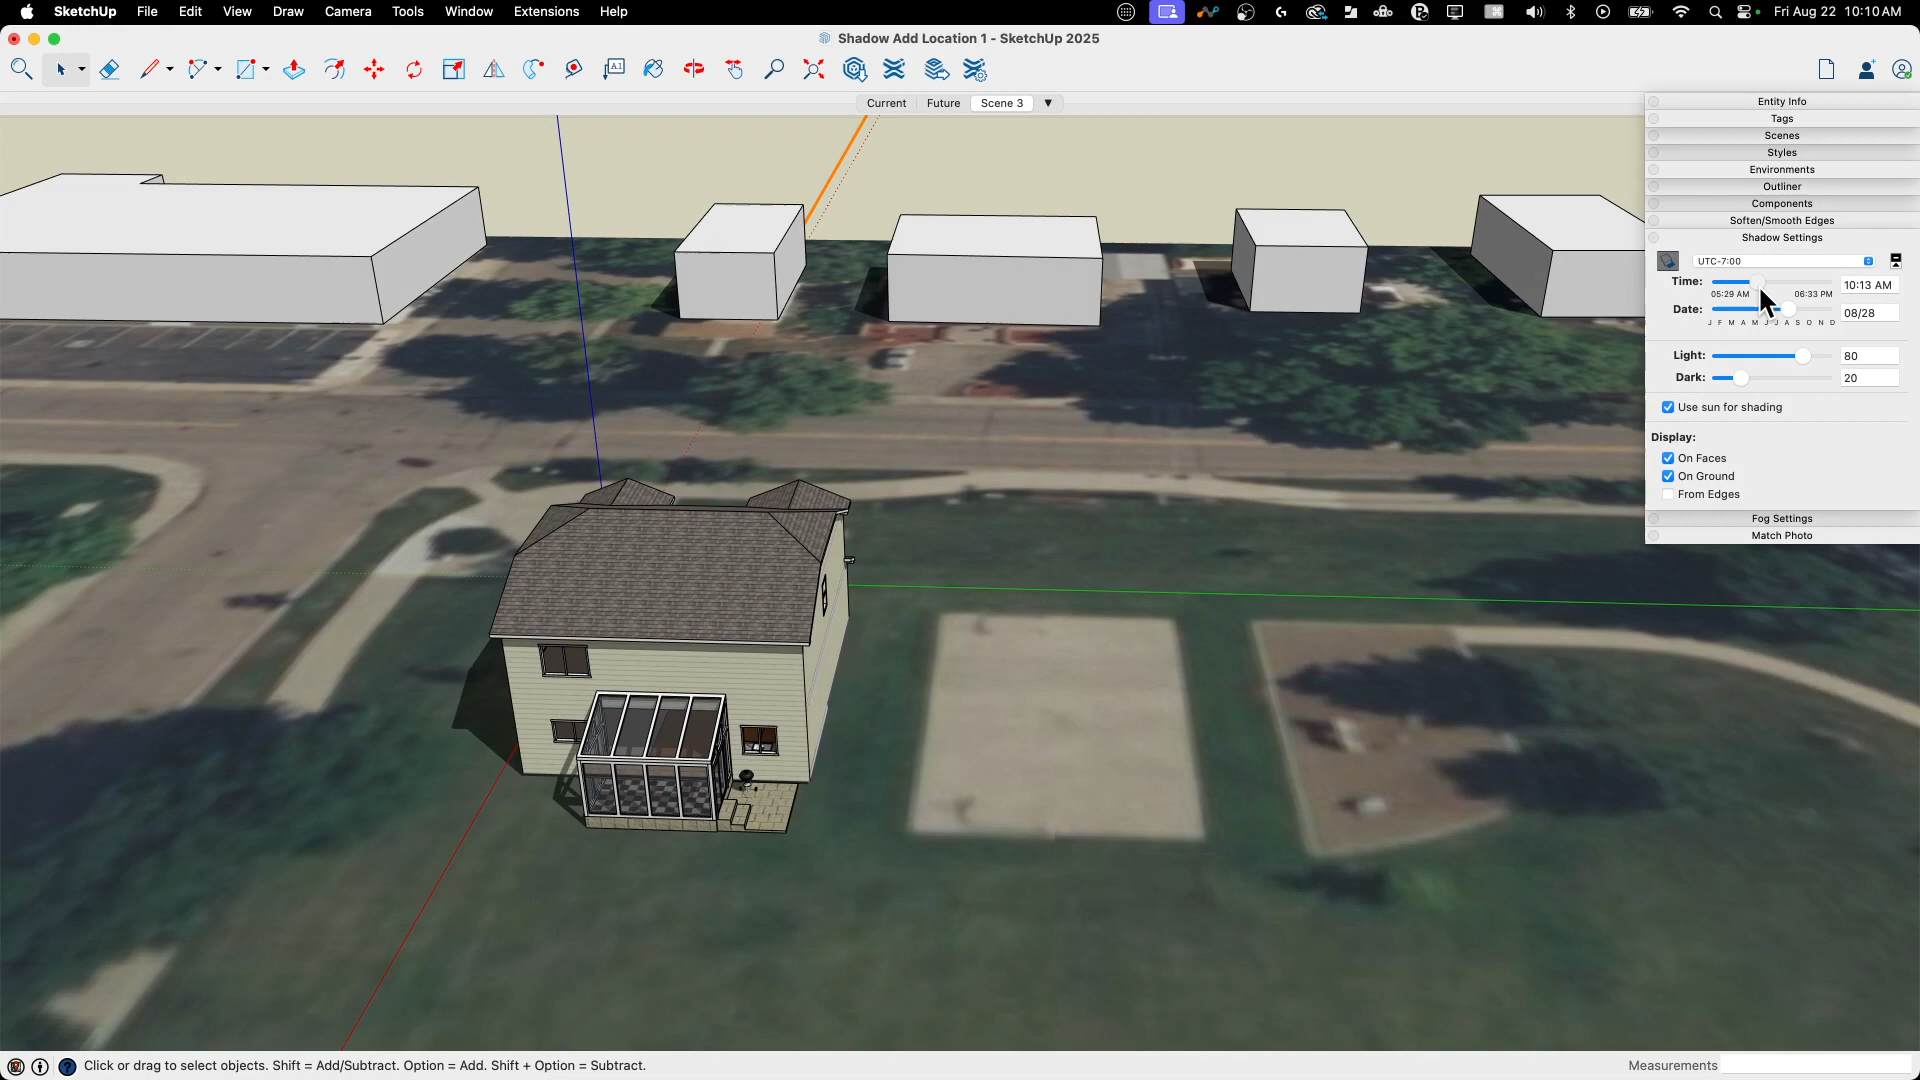 SketchUp File Edit View Draw Camera Tools Window Extensions Help Fri Aug 22 10:10 AM
Shadow Add Location 1 - SketchUp 2025
A1
Current Future Scene 3 ▼
Entity Info
Tags
Scenes
Styles
Environments
Outliner
Components
Soften/Smooth Edges
Shadow Settings
UTC-7:00
Time: 10:13 AM
05:29 AM 06:33 PM
Date: 08/28
J F M A M J J A S O N D
Light: 80
Dark: 20
Use sun for shading
Display:
On Faces
On Ground
From Edges
Fog Settings
Match Photo
Click or drag to select objects. Shift = Add/Subtract. Option = Add. Shift + Option = Subtract. Measurements